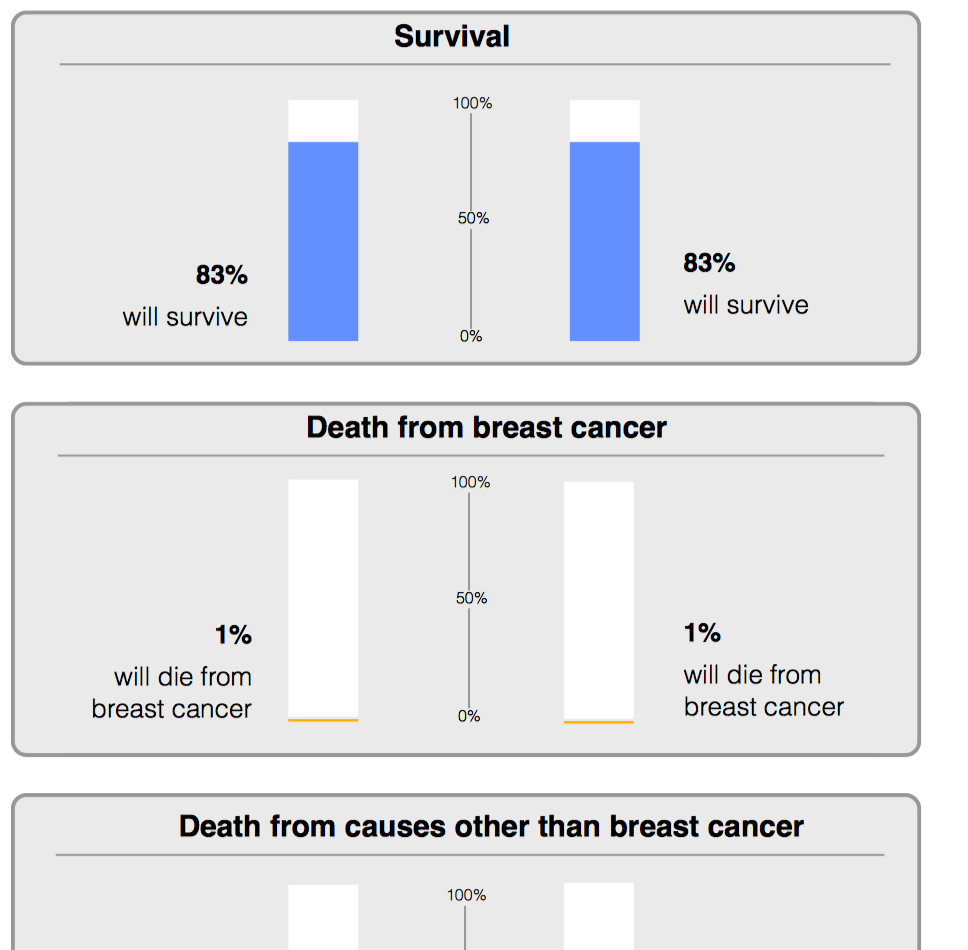 Survival
100%
50%
83%
83%
will survive
will survive
0%
Death from breast cancer
100%
50%
1%
1%
will die from
will die from
breast cancer
breast cancer
0%
Death from causes other than breast cancer
100%